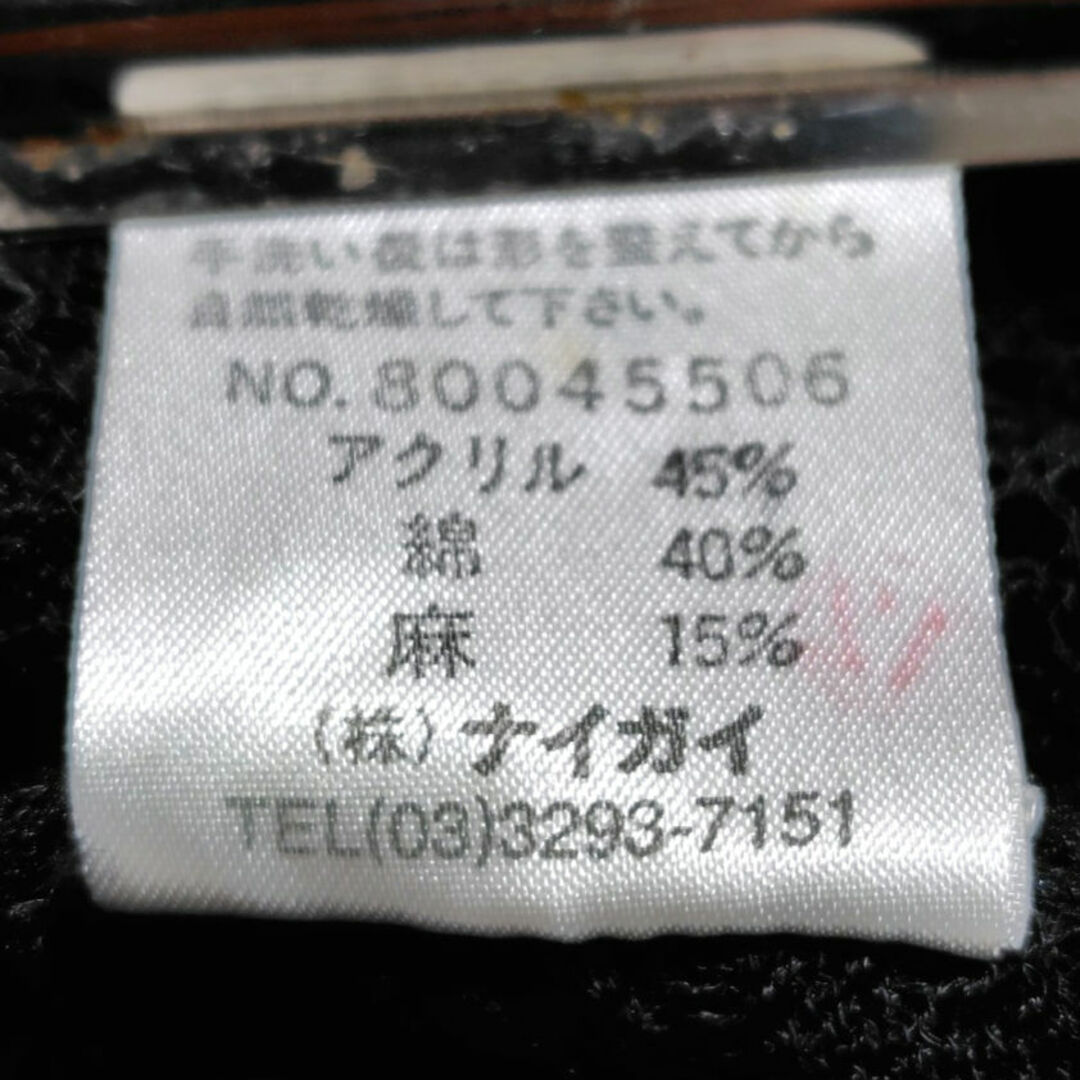 手洗い後は形を整えてから
自然乾燥して下さい。
NO.80045506
アクリル 45%
綿 40%
麻 15%
(株)ナイガイ
TEL(03)3293-7151